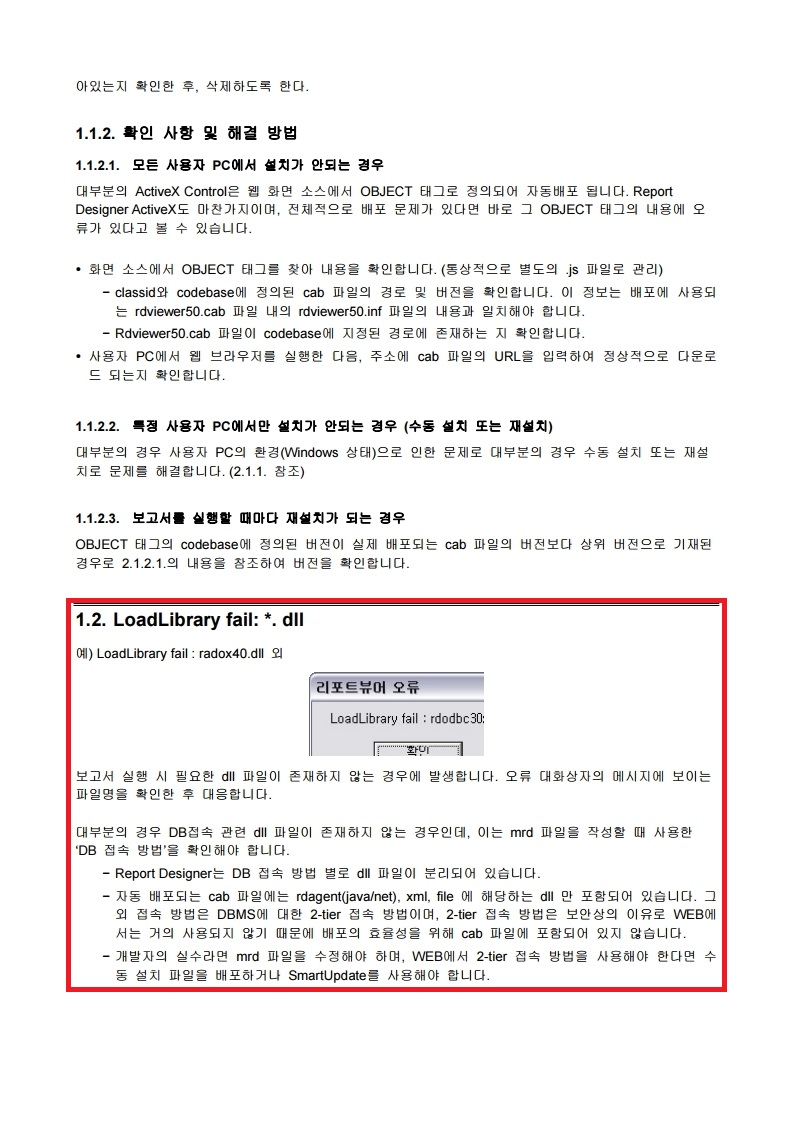 아있는지 확인한 후, 삭제하도록 한다.
1.1.2. 확인 사항 및 해결 방법
1.1.2.1. 모든 사용자 PC에서 설치가 안되는 경우
대부분의 ActiveX Control은 웹 화면 소스에서 OBJECT 태그로 정의되어 자동배포 됩니다. Report
Designer ActiveX도 마찬가지이며, 전체적으로 배포 문제가 있다면 바로 그 OBJECT 태그의 내용에 오
류가 있다고 볼 수 있습니다.
• 화면 소스에서 OBJECT 태그를 찾아 내용을 확인합니다. (통상적으로 별도의 .js 파일로 관리)
− classid와 codebase에 정의된 cab 파일의 경로 및 버전을 확인합니다. 이 정보는 배포에 사용되
는 rdviewer50.cab 파일 내의 rdviewer50.inf 파일의 내용과 일치해야 합니다.
− Rdviewer50.cab 파일이 codebase에 지정된 경로에 존재하는 지 확인합니다.
• 사용자 PC에서 웹 브라우저를 실행한 다음, 주소에 cab 파일의 URL을 입력하여 정상적으로 다운로
드 되는지 확인합니다.
1.1.2.2. 특정 사용자 PC에서만 설치가 안되는 경우 (수동 설치 또는 재설치)
대부분의 경우 사용자 PC의 환경(Windows 상태)으로 인한 문제로 대부분의 경우 수동 설치 또는 재설
치로 문제를 해결합니다. (2.1.1. 참조)
1.1.2.3. 보고서를 실행할 때마다 재설치가 되는 경우
OBJECT 태그의 codebase에 정의된 버전이 실제 배포되는 cab 파일의 버전보다 상위 버전으로 기재된
경우로 2.1.2.1.의 내용을 참조하여 버전을 확인합니다.
1.2. LoadLibrary fail: *. dll
예) LoadLibrary fail : radox40.dll 외
리포트뷰어 오류
LoadLibrary fail : rdodbc30
확인
보고서 실행 시 필요한 dll 파일이 존재하지 않는 경우에 발생합니다. 오류 대화상자의 메시지에 보이는
파일명을 확인한 후 대응합니다.
대부분의 경우 DB접속 관련 dll 파일이 존재하지 않는 경우인데, 이는 mrd 파일을 작성할 때 사용한
‘DB 접속 방법’을 확인해야 합니다.
− Report Designer는 DB 접속 방법 별로 dll 파일이 분리되어 있습니다.
− 자동 배포되는 cab 파일에는 rdagent(java/net), xml, file 에 해당하는 dll 만 포함되어 있습니다. 그
외 접속 방법은 DBMS에 대한 2-tier 접속 방법이며, 2-tier 접속 방법은 보안상의 이유로 WEB에
서는 거의 사용되지 않기 때문에 배포의 효율성을 위해 cab 파일에 포함되어 있지 않습니다.
− 개발자의 실수라면 mrd 파일을 수정해야 하며, WEB에서 2-tier 접속 방법을 사용해야 한다면 수
동 설치 파일을 배포하거나 SmartUpdate를 사용해야 합니다.